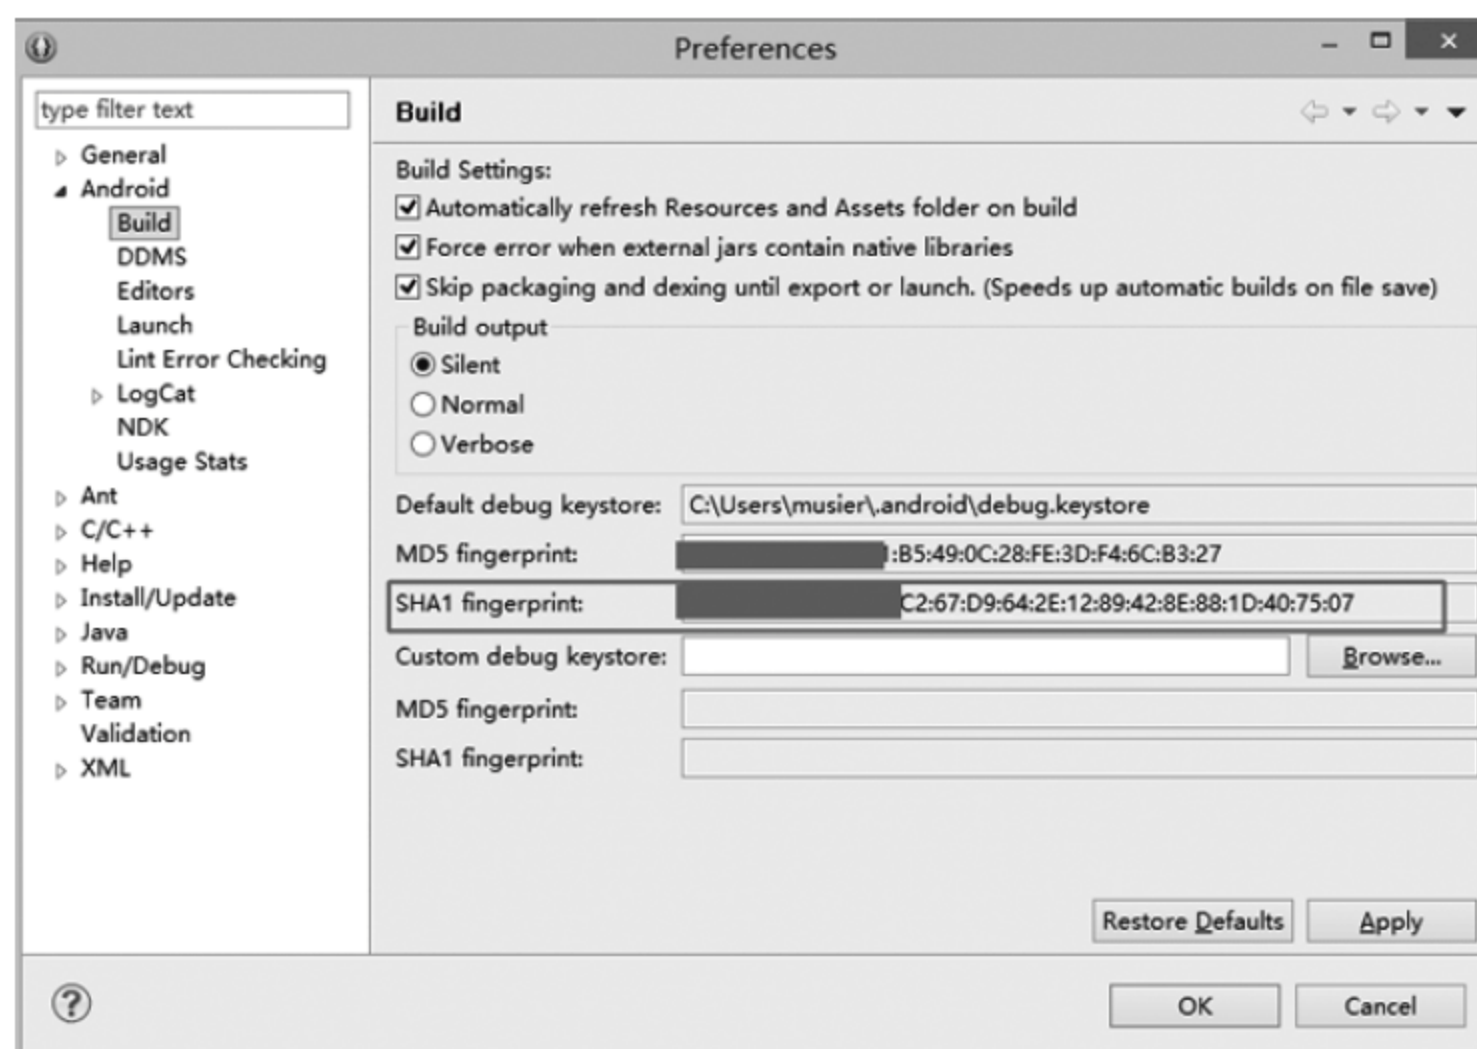 Preferences
type filter text
General
Android
Build
DDMS
Editors
Launch
Lint Error Checking
LogCat
NDK
Usage Stats
Ant
C/C++
Help
Install/Update
Java
Run/Debug
Team
Validation
XML
Build
Build Settings:
Automatically refresh Resources and Assets folder on build
Force error when external jars contain native libraries
Skip packaging and dexing until export or launch. (Speeds up automatic builds on file save)
Build output
Silent
Normal
Verbose
Default debug keystore: C:\Users\musier\.android\debug.keystore
MD5 fingerprint: :B5:49:0C:28:FE:3D:F4:6C:B3:27
SHA1 fingerprint: C2:67:D9:64:2E:12:89:42:8E:88:1D:40:75:07
Custom debug keystore: Browse...
MD5 fingerprint:
SHA1 fingerprint:
Restore Defaults Apply
OK Cancel